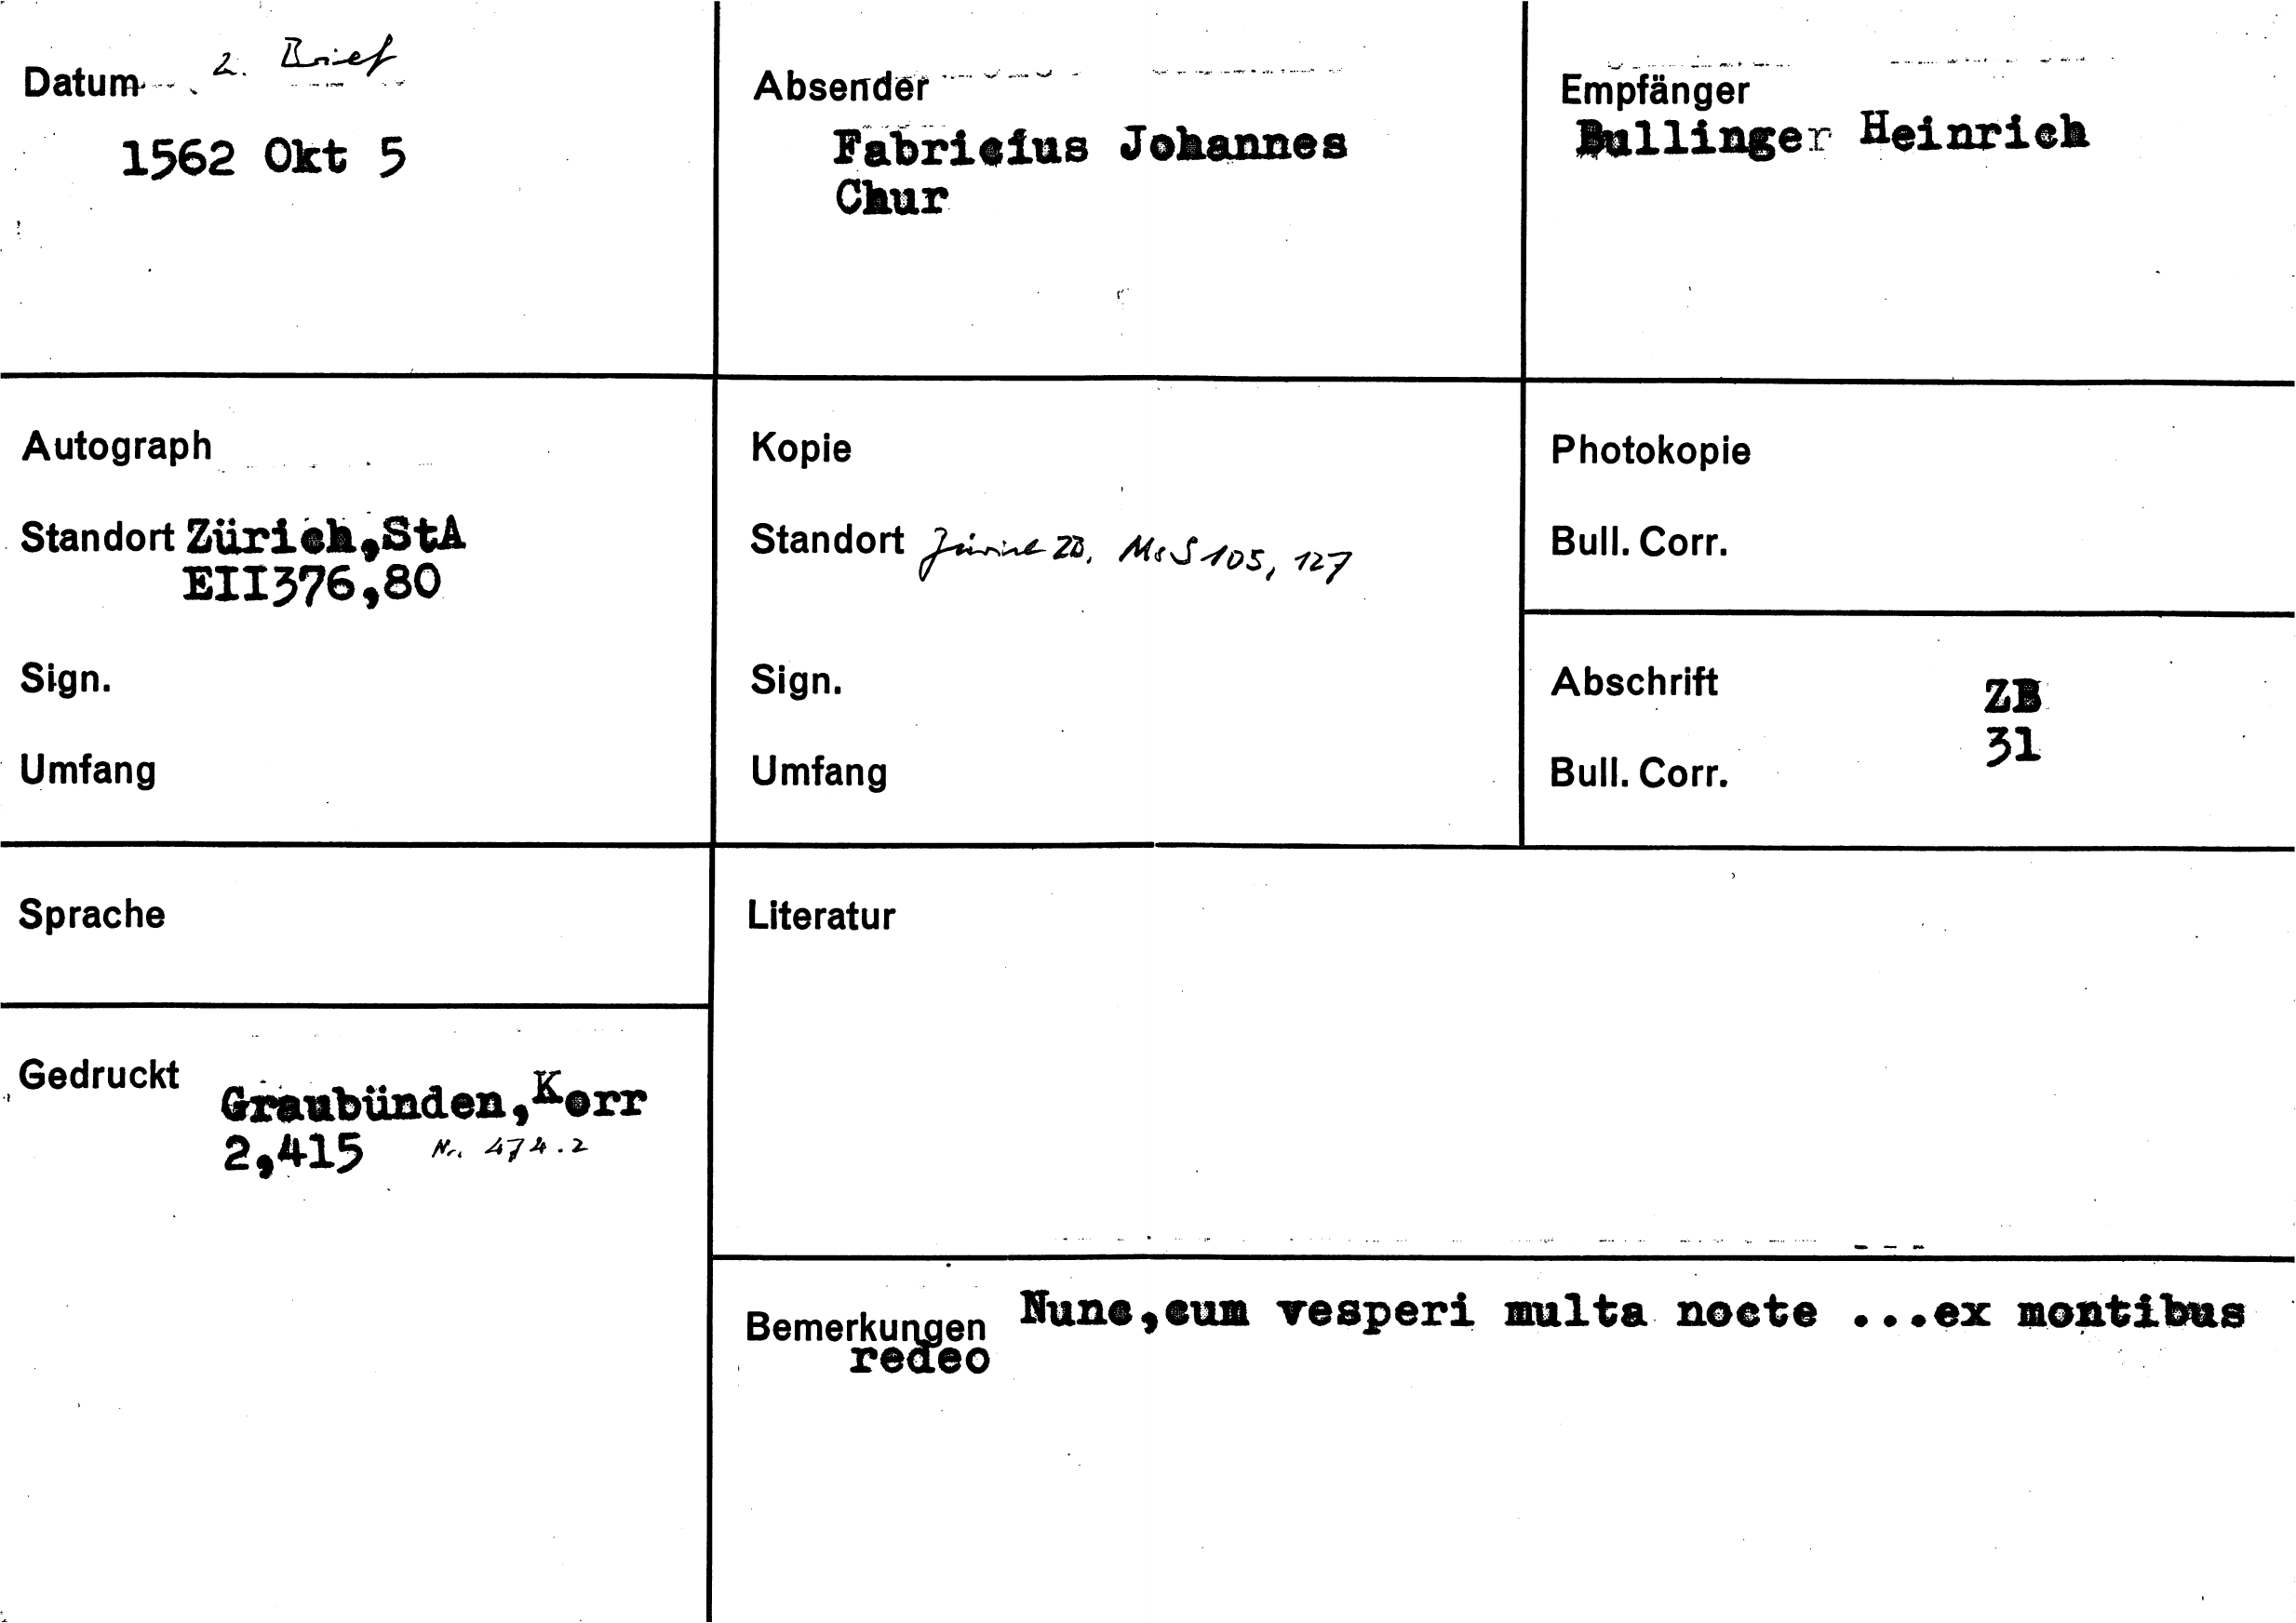 Datum 2. Brief
1562 Okt 5
Absender
Fabricius Johannes
Chur
Empfänger
Bullinger Heinrich
Autograph
Standort Zürich,StA
EII376,80
Sign.
Umfang
Kopie
Standort Zürich ZB, Ms S 105, 127
Sign.
Umfang
Photokopie
Bull. Corr.
Abschrift ZB
31
Bull. Corr.
Sprache
Literatur
Gedruckt
Graubünden,Korr
2,415 Nr. 474.2
Bemerkungen Nunc,cum vesperi multa nocte ...ex montibus
redeo